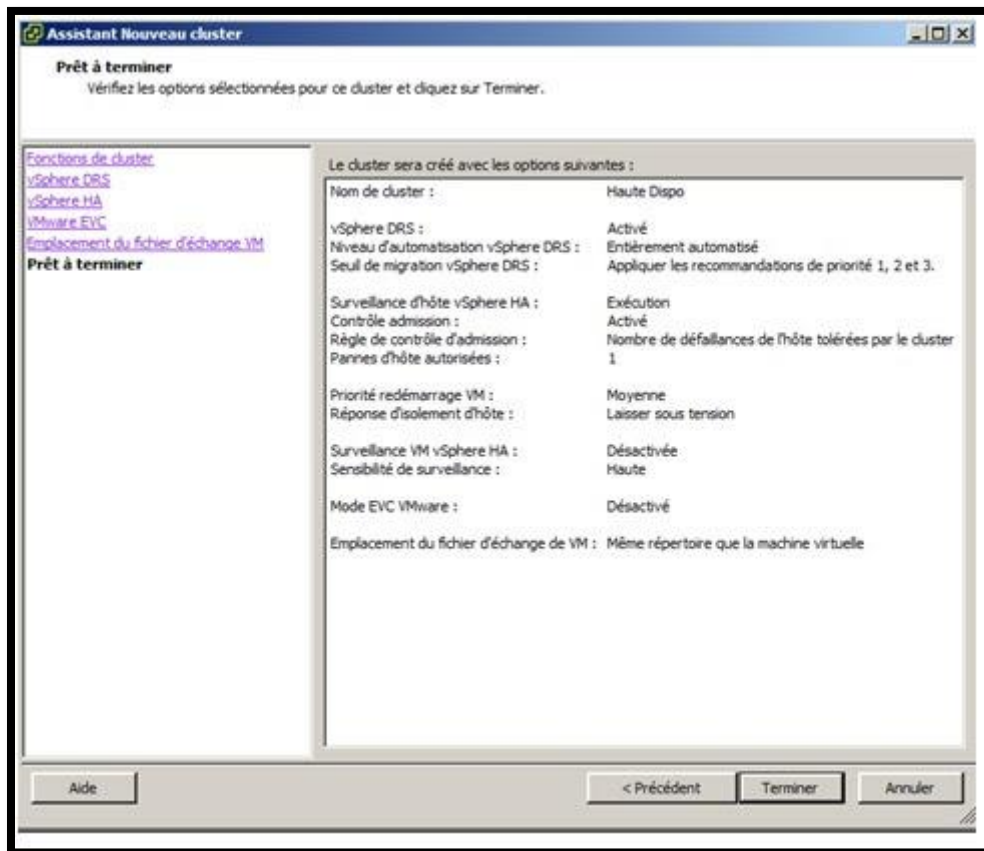 Assistant Nouveau cluster
Prêt à terminer
Vérifiez les options sélectionnées pour ce cluster et cliquez sur Terminer.
Fonctions de cluster
vSphere DRS
vSphere HA
VMware EVC
Emplacement du fichier d'échange VM
Prêt à terminer
Le cluster sera créé avec les options suivantes :
Nom de cluster : Haute Dispo
vSphere DRS : Activé
Niveau d'automatisation vSphere DRS : Entièrement automatisé
Seuil de migration vSphere DRS : Appliquer les recommandations de priorité 1, 2 et 3.
Surveillance d'hôte vSphere HA : Exécution
Contrôle admission : Activé
Règle de contrôle d'admission : Nombre de défaillances de l'hôte tolérées par le cluster
Pannes d'hôte autorisées : 1
Priorité redémarrage VM : Moyenne
Réponse d'isolement d'hôte : Laisser sous tension
Surveillance VM vSphere HA : Désactivée
Sensibilité de surveillance : Haute
Mode EVC VMware : Désactivé
Emplacement du fichier d'échange de VM : Même répertoire que la machine virtuelle
Aide
< Précédent
Terminer
Annuler